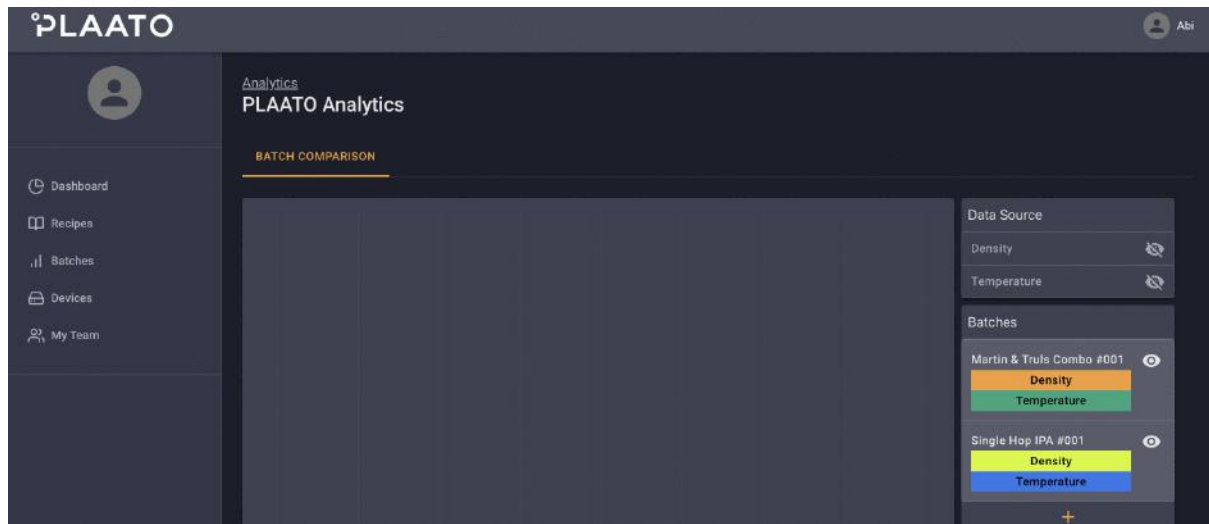 PLAATO
Abi
Analytics
PLAATO Analytics
BATCH COMPARISON
Dashboard
Recipes
Batches
Devices
My Team
Data Source
Density
Temperature
Batches
Martin & Truls Combo #001
Density
Temperature
Single Hop IPA #001
Density
Temperature
+